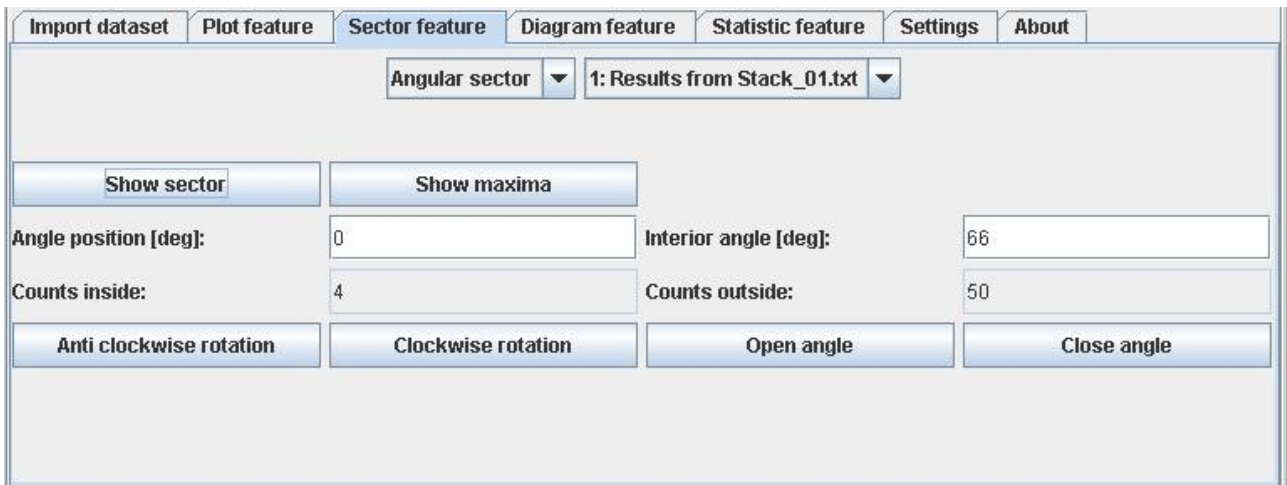 Import dataset Plot feature Sector feature Diagram feature Statistic feature Settings About
Angular sector 1: Results from Stack_01.txt
Show sector Show maxima
Angle position [deg]: 0 Interior angle [deg]: 66
Counts inside: 4 Counts outside: 50
Anti clockwise rotation Clockwise rotation Open angle Close angle